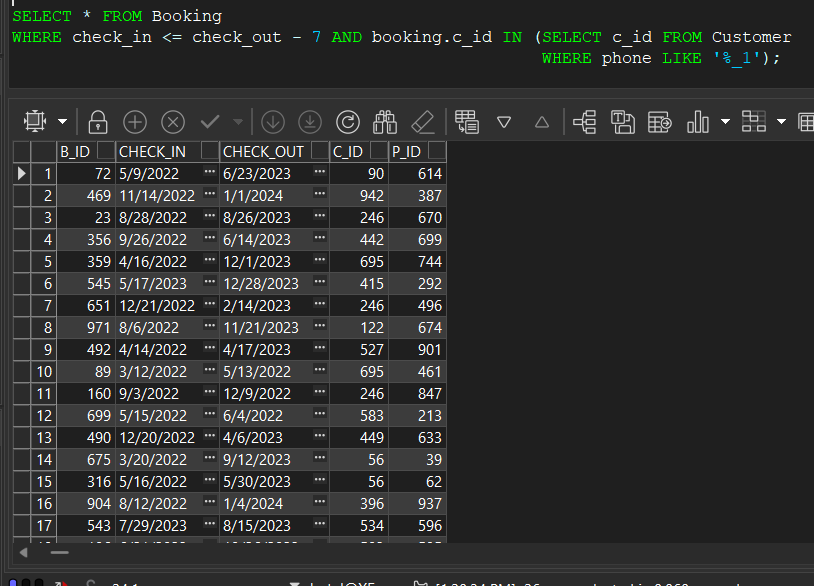 SELECT * FROM Booking
WHERE check_in <= check_out - 7 AND booking.c_id IN (SELECT c_id FROM Customer
WHERE phone LIKE '%_1');
B_ID CHECK_IN CHECK_OUT C_ID P_ID
1 72 5/9/2022 ... 6/23/2023 ... 90 614
2 469 11/14/2022 ... 1/1/2024 ... 942 387
3 23 8/28/2022 ... 8/26/2023 ... 246 670
4 356 9/26/2022 ... 6/14/2023 ... 442 699
5 359 4/16/2022 ... 12/1/2023 ... 695 744
6 545 5/17/2023 ... 12/28/2023 ... 415 292
7 651 12/21/2022 ... 2/14/2023 ... 246 496
8 971 8/6/2022 ... 11/21/2023 ... 122 674
9 492 4/14/2022 ... 4/17/2023 ... 527 901
10 89 3/12/2022 ... 5/13/2022 ... 695 461
11 160 9/3/2022 ... 12/9/2022 ... 246 847
12 699 5/15/2022 ... 6/4/2022 ... 583 213
13 490 12/20/2022 ... 4/6/2023 ... 449 633
14 675 3/20/2022 ... 9/12/2023 ... 56 39
15 316 5/16/2022 ... 5/30/2023 ... 56 62
16 904 8/12/2022 ... 1/4/2024 ... 396 937
17 543 7/29/2023 ... 8/15/2023 ... 534 596